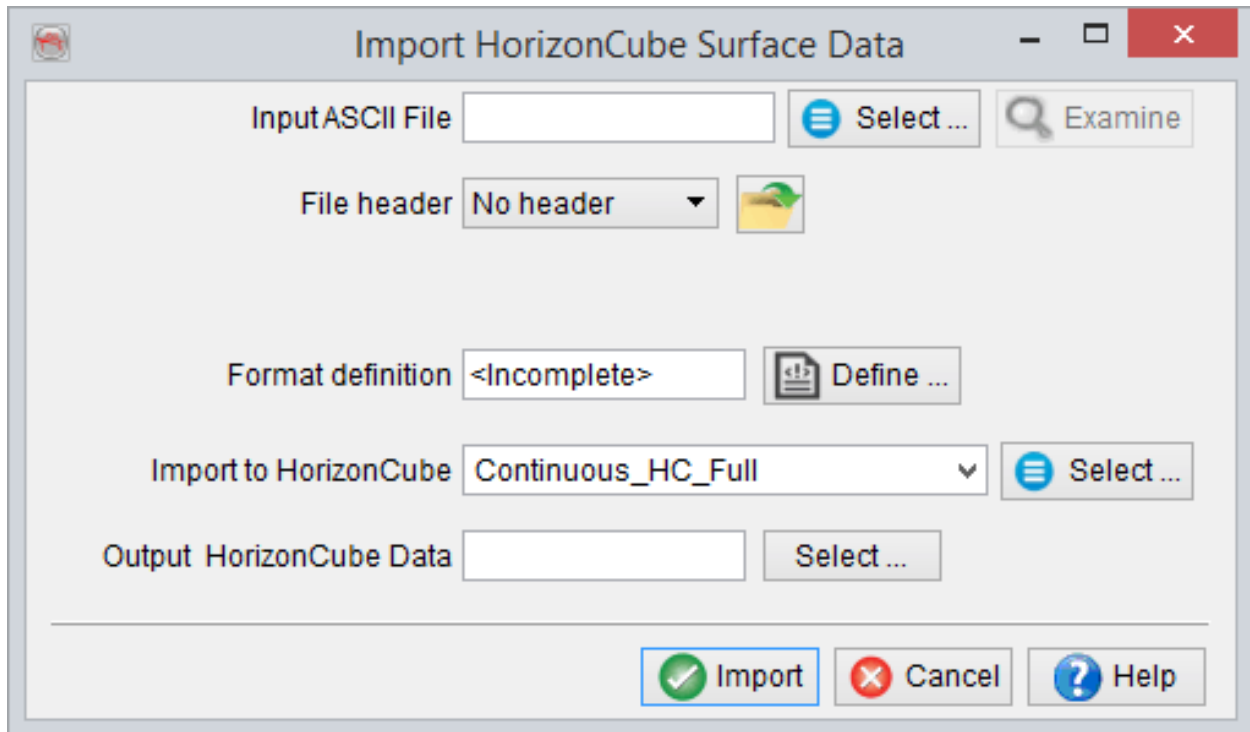 Import HorizonCube Surface Data
Input ASCII File Select ... Examine
File header No header
Format definition <Incomplete> Define ...
Import to HorizonCube Continuous_HC_Full Select ...
Output HorizonCube Data Select ...
Import Cancel Help